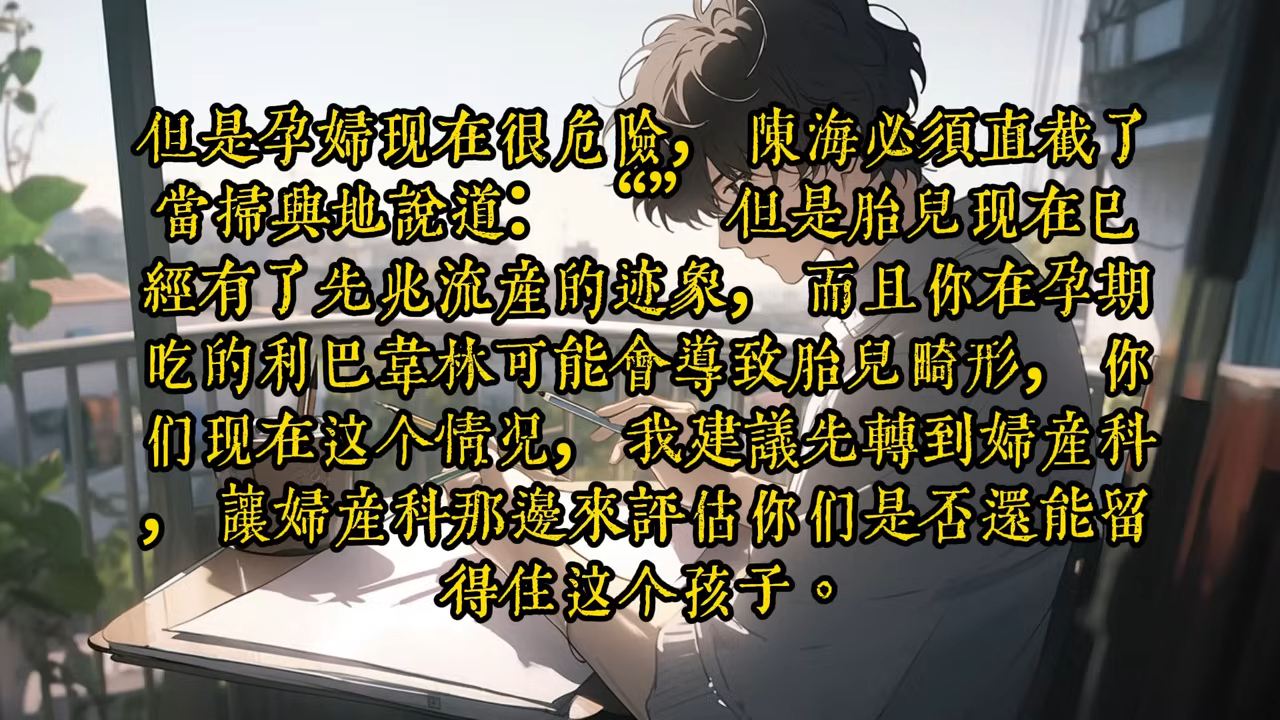 但是孕婦现在很危險， 陳海必須直截了
當掃興地說道：“” 但是胎兒现在已
經有了先兆流産的迹象， 而且你在孕期
吃的利巴韋林可能會導致胎兒畸形， 你
们现在这个情况， 我建議先轉到婦産科
， 讓婦産科那邊來評估你们是否還能留
得住这个孩子。